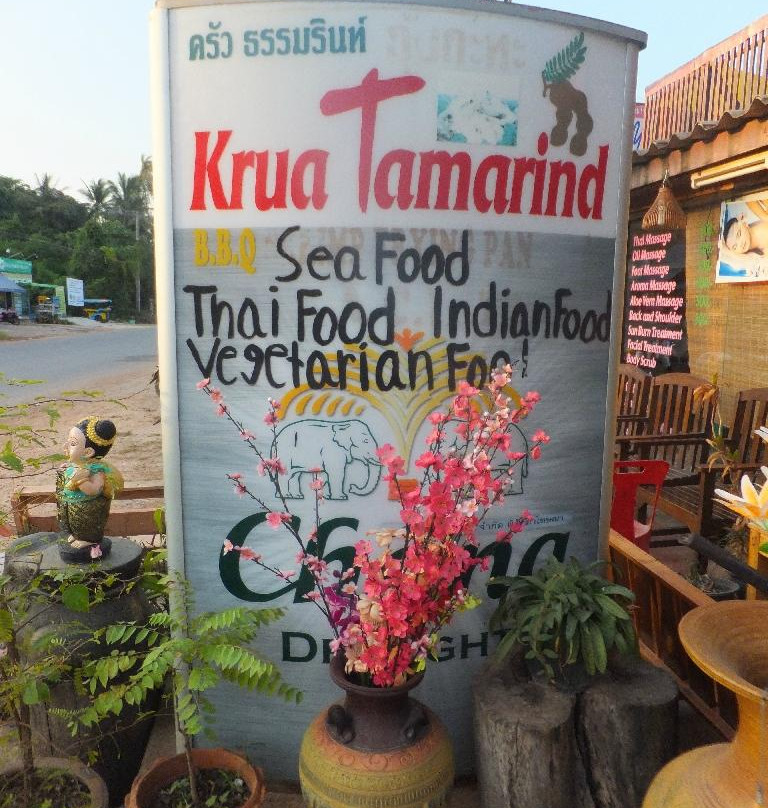 ครัว ธรรมรินท์
Krua Tamarind
B.B.Q Sea Food
Thai Food Indian Food
Vegetarian Foo
Chang
Thai Massage
Oil Massage
Foot Massage
Aroma Massage
Aloe Vera Massage
Back and Shoulder
Sun Burn Treatment
Facial Treatment
Body Scrub